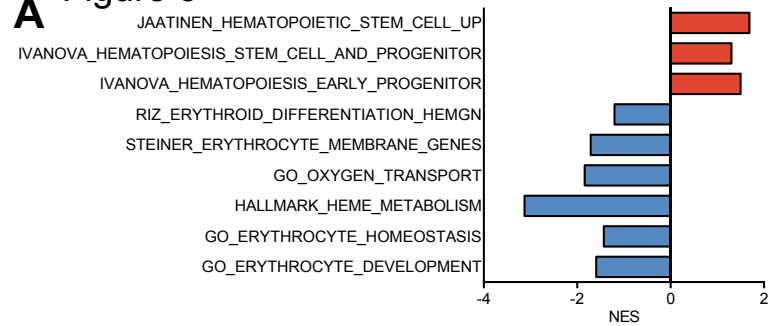 A
JAATINEN_HEMATOPOIETIC_STEM_CELL_UP
IVANOVA_HEMATOPOIESIS_STEM_CELL_AND_PROGENITOR
IVANOVA_HEMATOPOIESIS_EARLY_PROGENITOR
RIZ_ERYTHROID_DIFFERENTIATION_HEMGN
STEINER_ERYTHROCYTE_MEMBRANE_GENES
GO_OXYGEN_TRANSPORT
HALLMARK_HEME_METABOLISM
GO_ERYTHROCYTE_HOMEOSTASIS
GO_ERYTHROCYTE_DEVELOPMENT
-4 -2 0 2
NES